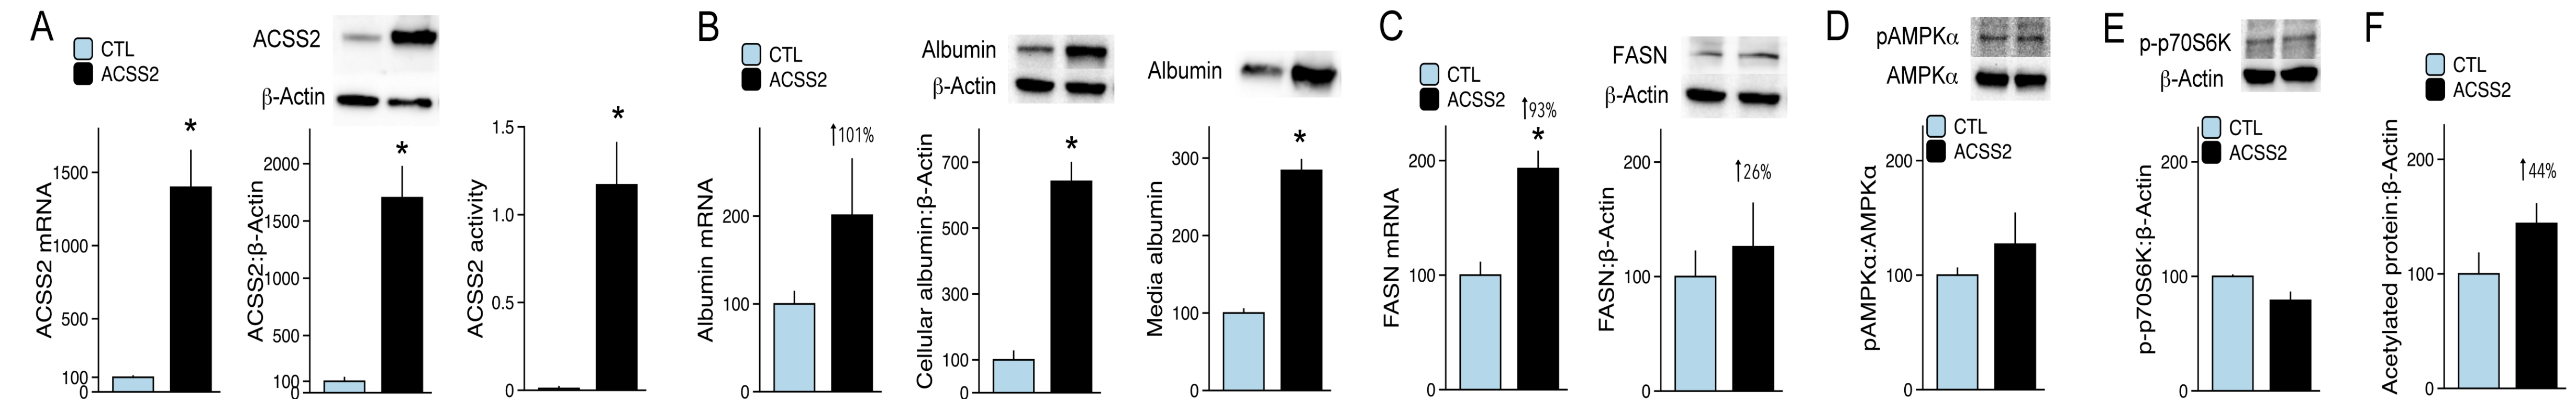 A
CTL
ACSS2
ACSS2
β-Actin
*
ACSS2 mRNA
1500
1000
500
100
0
*
ACSS2:β-Actin
2000
1500
1000
500
100
0
*
ACSS2 activity
1.5
1.0
0.5
0
B
CTL
ACSS2
↑101%
Albumin mRNA
200
100
0
Albumin
β-Actin
*
Cellular albumin:β-Actin
700
500
300
100
0
Albumin
*
Media albumin
300
200
100
0
C
CTL
ACSS2
↑93%
*
FASN mRNA
200
100
0
FASN
β-Actin
↑26%
FASN:β-Actin
200
100
0
D
pAMPKα
AMPKα
CTL
ACSS2
pAMPKα:AMPKα
200
100
0
E
p-p70S6K
β-Actin
CTL
ACSS2
p-p70S6K:β-Actin
200
100
0
F
CTL
ACSS2
↑44%
Acetylated protein:β-Actin
200
100
0